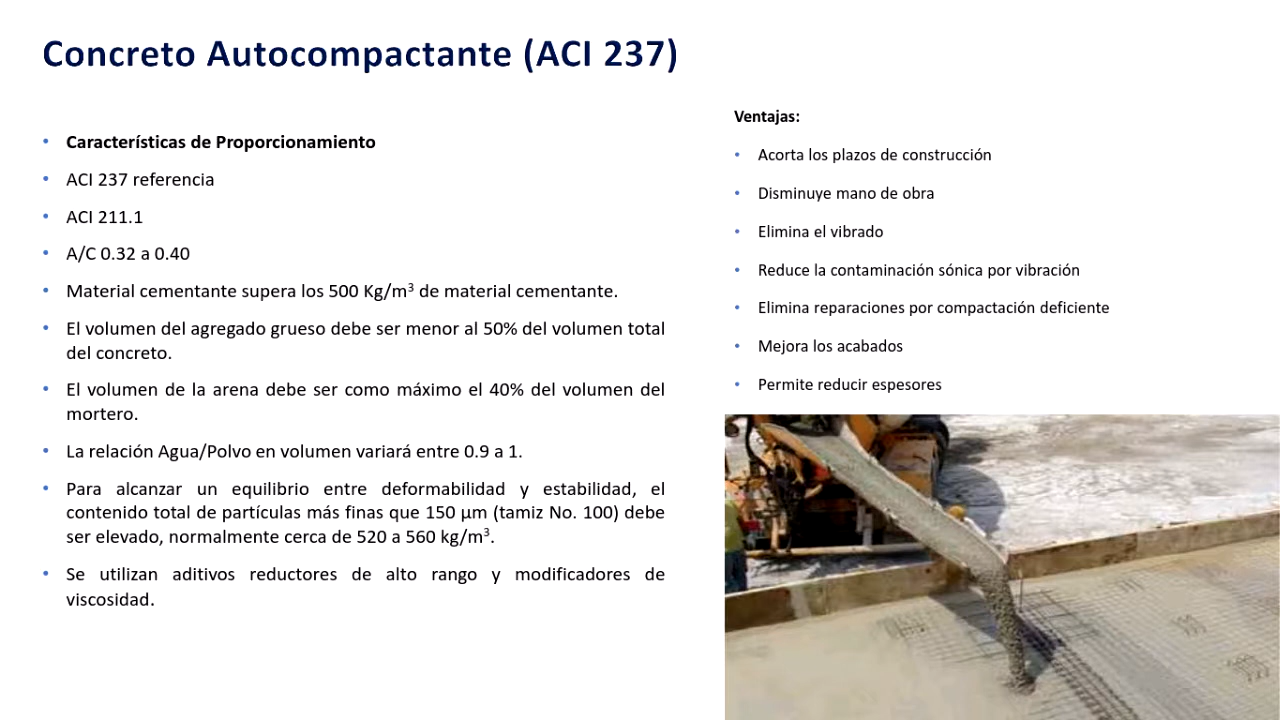 Concreto Autocompactante (ACI 237)
• Características de Proporcionamiento
• ACI 237 referencia
• ACI 211.1
• A/C 0.32 a 0.40
• Material cementante supera los 500 Kg/m³ de material cementante.
• El volumen del agregado grueso debe ser menor al 50% del volumen total
del concreto.
• El volumen de la arena debe ser como máximo el 40% del volumen del
mortero.
• La relación Agua/Polvo en volumen variará entre 0.9 a 1.
• Para alcanzar un equilibrio entre deformabilidad y estabilidad, el
contenido total de partículas más finas que 150 µm (tamiz No. 100) debe
ser elevado, normalmente cerca de 520 a 560 kg/m³.
• Se utilizan aditivos reductores de alto rango y modificadores de
viscosidad.
Ventajas:
• Acorta los plazos de construcción
• Disminuye mano de obra
• Elimina el vibrado
• Reduce la contaminación sónica por vibración
• Elimina reparaciones por compactación deficiente
• Mejora los acabados
• Permite reducir espesores